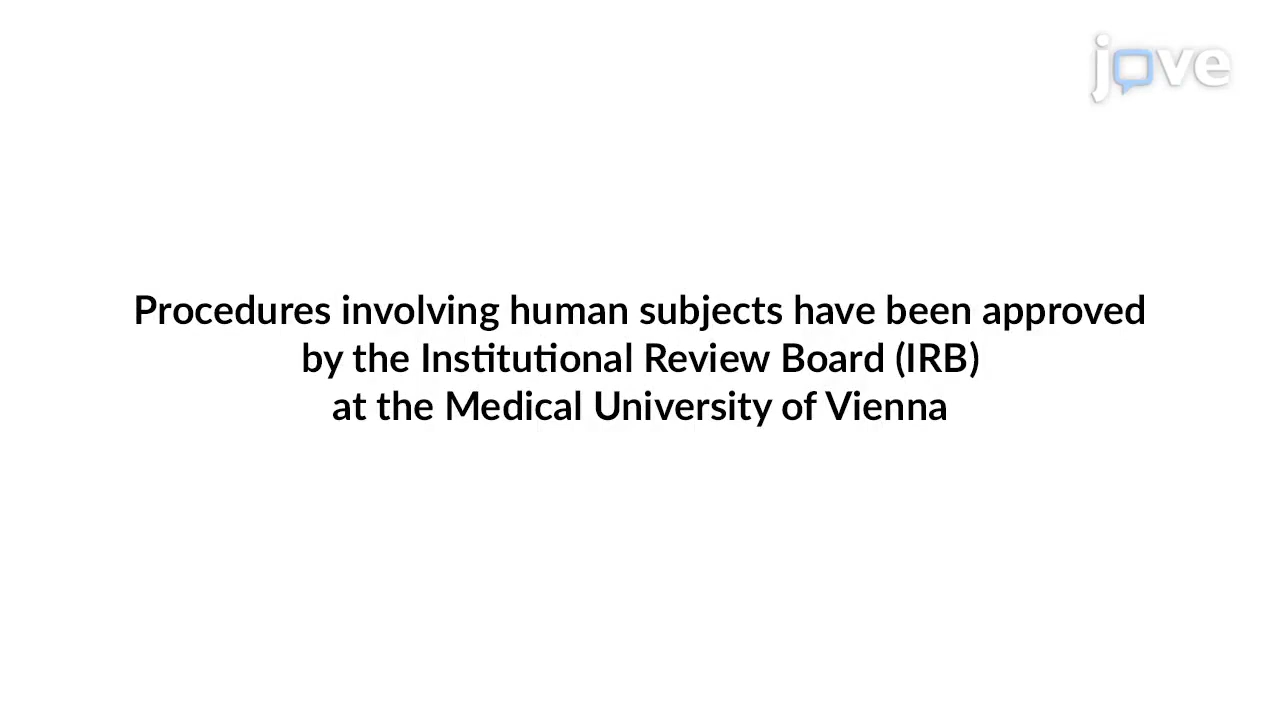 jove
Procedures involving human subjects have been approved
by the Institutional Review Board (IRB)
at the Medical University of Vienna